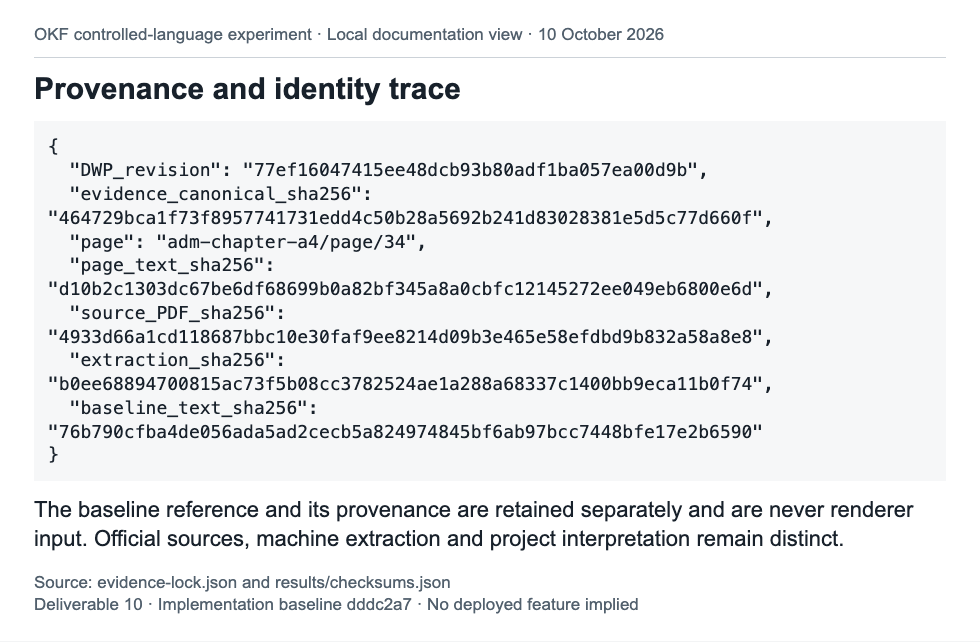 OKF controlled-language experiment · Local documentation view · 10 October 2026
Provenance and identity trace
{
  "DWP_revision": "77ef16047415ee48dcb93b80adf1ba057ea00d9b",
  "evidence_canonical_sha256":
"464729bca1f73f8957741731edd4c50b28a5692b241d83028381e5d5c77d660f",
  "page": "adm-chapter-a4/page/34",
  "page_text_sha256":
"d10b2c1303dc67be6df68699b0a82bf345a8a0cbfc12145272ee049eb6800e6d",
  "source_PDF_sha256":
"4933d66a1cd118687bbc10e30faf9ee8214d09b3e465e58efdbd9b832a58a8e8",
  "extraction_sha256":
"b0ee68894700815ac73f5b08cc3782524ae1a288a68337c1400bb9eca11b0f74",
  "baseline_text_sha256":
"76b790cfba4de056ada5ad2cecb5a824974845bf6ab97bcc7448bfe17e2b6590"
}
The baseline reference and its provenance are retained separately and are never renderer
input. Official sources, machine extraction and project interpretation remain distinct.
Source: evidence-lock.json and results/checksums.json
Deliverable 10 · Implementation baseline dddc2a7 · No deployed feature implied